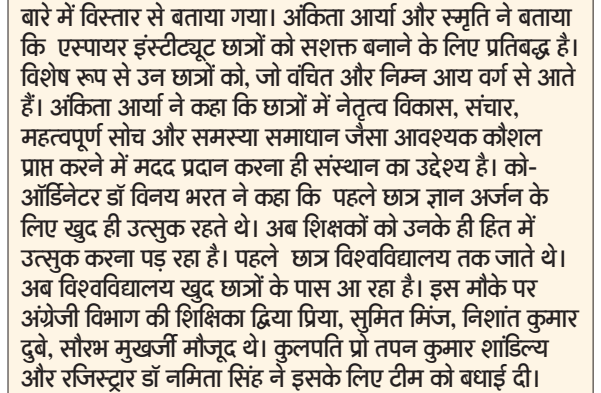 बारे में विस्तार से बताया गया। अंकिता आर्या और स्मृति ने बताया
कि एस्पायर इंस्टीट्यूट छात्रों को सशक्त बनाने के लिए प्रतिबद्ध है।
विशेष रूप से उन छात्रों को, जो वंचित और निम्न आय वर्ग से आते
हैं। अंकिता आर्या ने कहा कि छात्रों में नेतृत्व विकास, संचार,
महत्वपूर्ण सोच और समस्या समाधान जैसा आवश्यक कौशल
प्राप्त करने में मदद प्रदान करना ही संस्थान का उद्देश्य है। को-
ऑर्डिनेटर डॉ विनय भरत ने कहा कि पहले छात्र ज्ञान अर्जन के
लिए खुद ही उत्सुक रहते थे। अब शिक्षकों को उनके ही हित में
उत्सुक करना पड़ रहा है। पहले छात्र विश्वविद्यालय तक जाते थे।
अब विश्वविद्यालय खुद छात्रों के पास आ रहा है। इस मौके पर
अंग्रेजी विभाग की शिक्षिका द्विया प्रिया, सुमित मिंज, निशांत कुमार
दुबे, सौरभ मुखर्जी मौजूद थे। कुलपति प्रो तपन कुमार शांडिल्य
और रजिस्ट्रार डॉ नमिता सिंह ने इसके लिए टीम को बधाई दी।